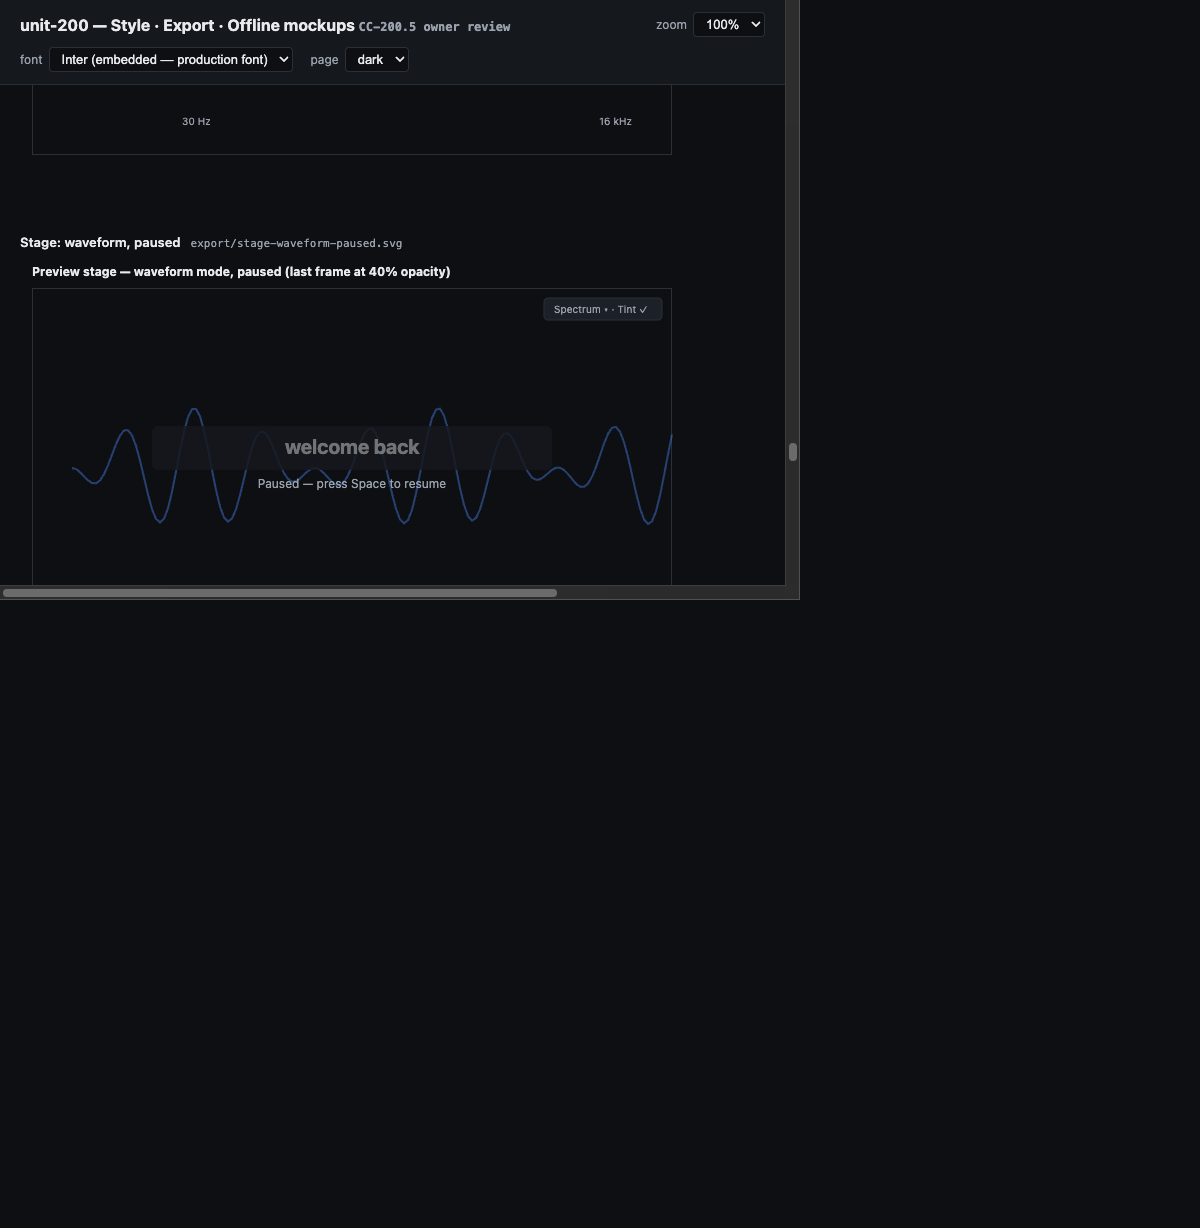 unit-200 — Style · Export · Offline mockups CC-200.5 owner review
zoom 100%
font Inter (embedded — production font) page dark
30 Hz 16 kHz
Stage: waveform, paused export/stage-waveform-paused.svg
Preview stage — waveform mode, paused (last frame at 40% opacity)
Spectrum ▾ · Tint ✓
welcome back
Paused — press Space to resume